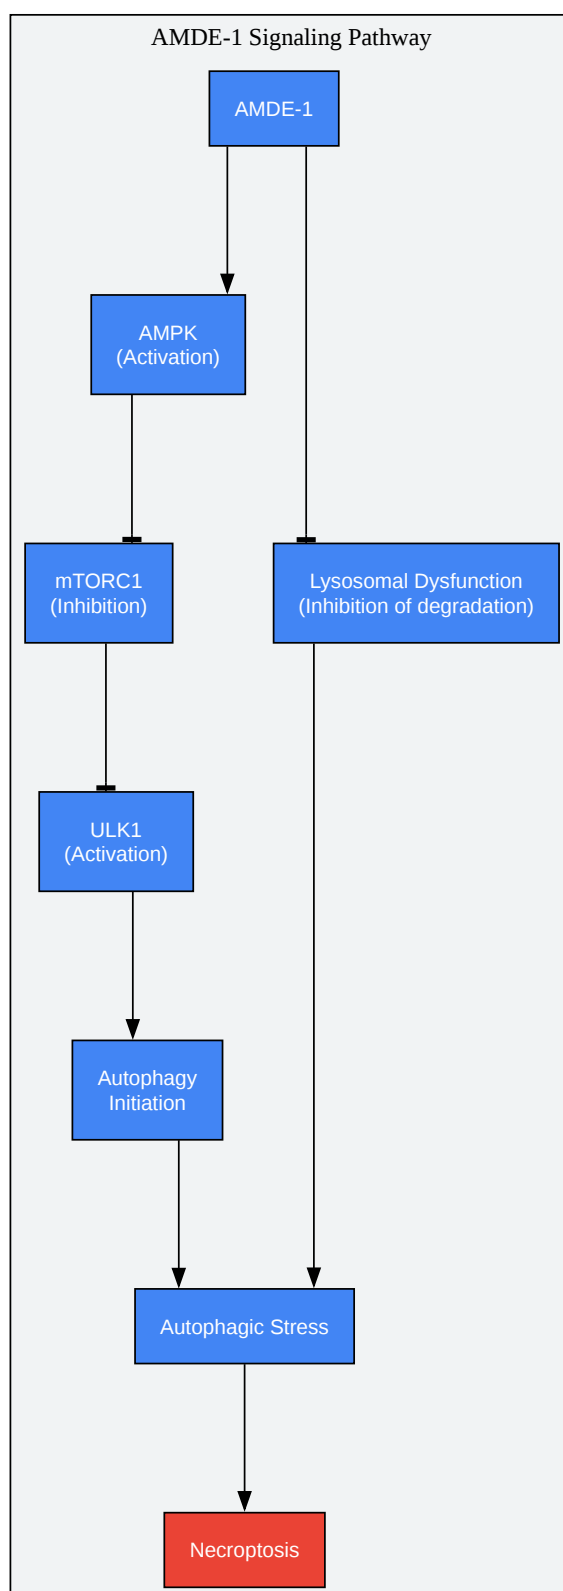 AMDE-1 Signaling Pathway
AMDE-1
AMPK
(Activation)
mTORC1
(Inhibition)
Lysosomal Dysfunction
(Inhibition of degradation)
ULK1
(Activation)
Autophagy
Initiation
Autophagic Stress
Necroptosis